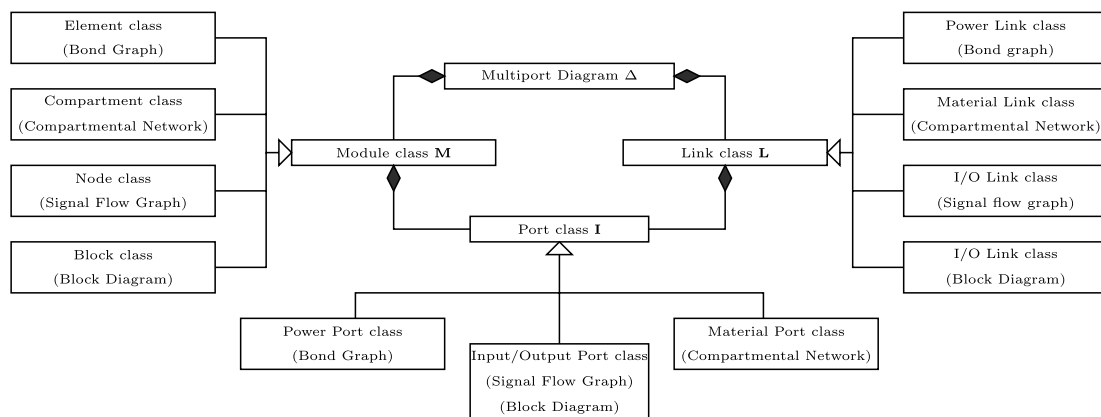 Element class
(Bond Graph)
Compartment class
(Compartmental Network)
Node class
(Signal Flow Graph)
Block class
(Block Diagram)
Multiport Diagram Δ
Module class M
Link class L
Port class I
Power Port class
(Bond Graph)
Input/Output Port class
(Signal Flow Graph)
(Block Diagram)
Material Port class
(Compartmental Network)
Power Link class
(Bond graph)
Material Link class
(Compartmental Network)
I/O Link class
(Signal flow graph)
I/O Link class
(Block Diagram)